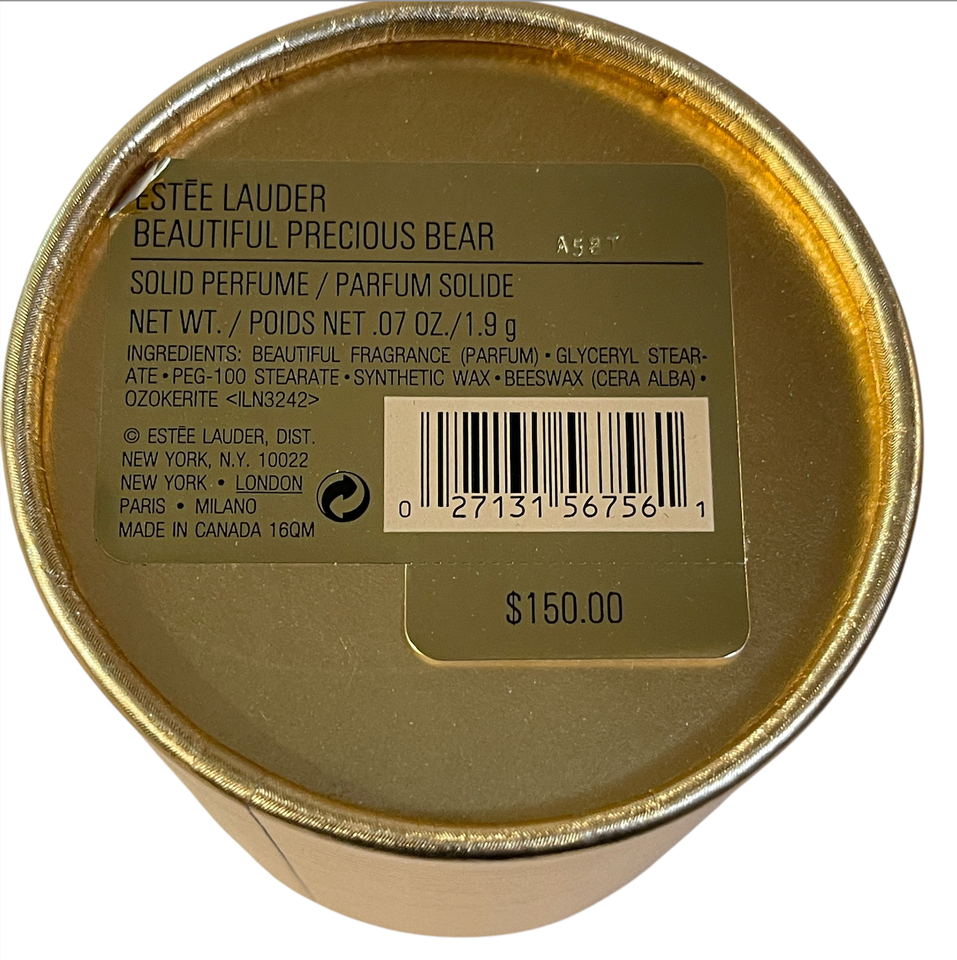 ESTĒE LAUDER
BEAUTIFUL PRECIOUS BEAR
SOLID PERFUME / PARFUM SOLIDE
NET WT. / POIDS NET .07 OZ./1.9 g
INGREDIENTS: BEAUTIFUL FRAGRANCE (PARFUM) • GLYCERYL STEAR-
ATE • PEG-100 STEARATE • SYNTHETIC WAX • BEESWAX (CERA ALBA) •
OZOKERITE <ILN3242>
© ESTĒE LAUDER, DIST.
NEW YORK, N.Y. 10022
NEW YORK • LONDON
PARIS • MILANO
MADE IN CANADA 16QM
0 27131 56756 1
$150.00